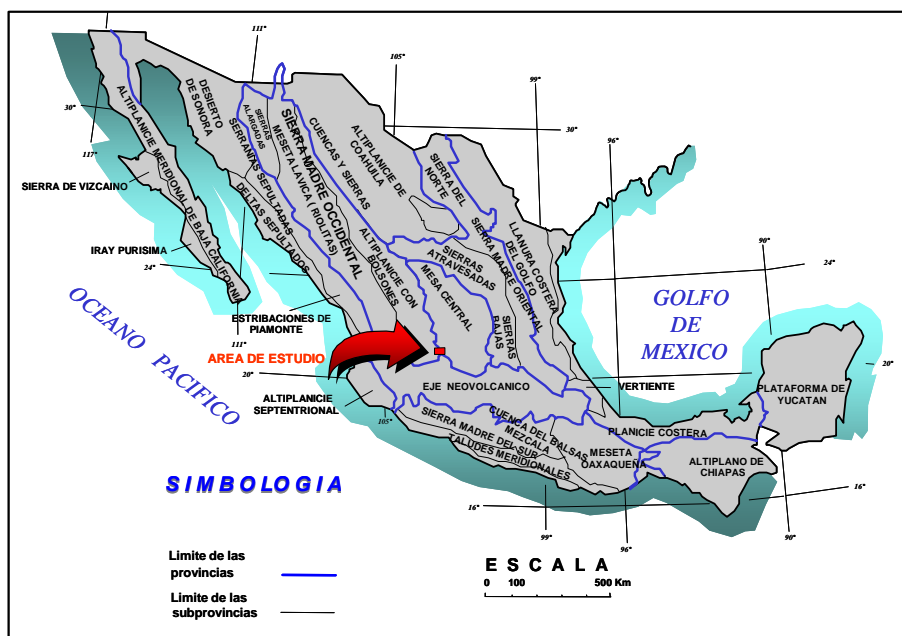 111°
105°
99°
30°
30°
96°
117°
ALTIPLANICIE MERIDIONAL DE BAJA CALIFORNIA
DESIERTO
DE SONORA
SIERRAS
ALARGADAS
SERRANIAS SEPULTADAS
DELTAS SEPULTADOS
SIERRA MADRE OCCIDENTAL
MESETA LAVICA ( RIOLITAS)
CUENCAS Y SIERRAS
ALTIPLANICIE DE
COAHUILA
SIERRA DEL
NORTE
SIERRA MADRE ORIENTAL
LLANURA COSTERA
DEL GOLFO
SIERRA DE VIZCAINO
IRAY PURISIMA
24°
111°
90°
24°
SIERRAS
ATRAVESADAS
ALTIPLANICIE CON
BOLSONES
MESA CENTRAL
SIERRAS
BAJAS
OCEANO PACIFICO
GOLFO
DE
MEXICO
ESTRIBACIONES DE
PIAMONTE
AREA DE ESTUDIO
20°
20°
EJE NEOVOLCANICO
VERTIENTE
PLATAFORMA DE
YUCATAN
ALTIPLANICIE
SEPTENTRIONAL
105°
CUENCA DEL BALSAS
MEZCALA
SIERRA MADRE DEL SUR
TALUDES MERIDIONALES
PLANICIE COSTERA
MESETA
OAXAQUEÑA
ALTIPLANO DE
CHIAPAS
16°
16°
99°
96°
90°
SIMBOLOGIA
Limite de las
provincias
Limite de las
subprovincias
ESCALA
0 100 500 Km